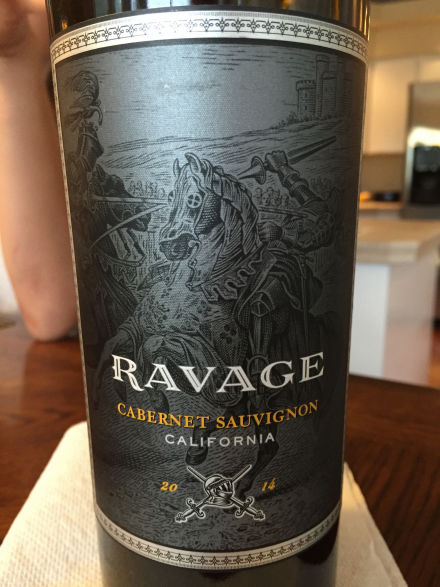 RAVAGE
CABERNET SAUVIGNON
CALIFORNIA
20 14